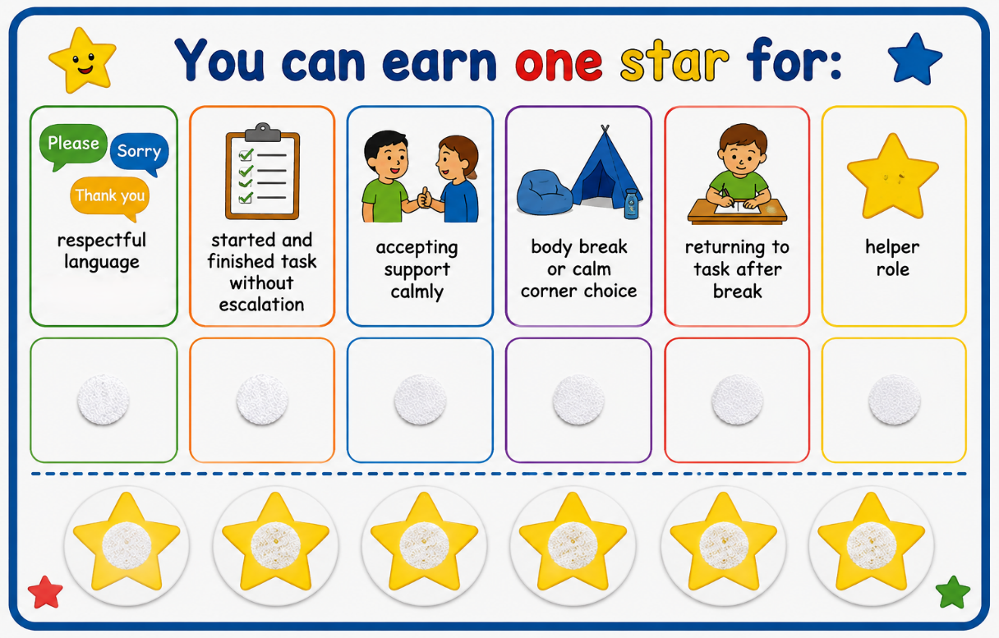 You can earn one star for:
Please
Sorry
Thank you
respectful
language
started and
finished task
without
escalation
accepting
support
calmly
body break
or calm
corner choice
returning to
task after
break
helper
role